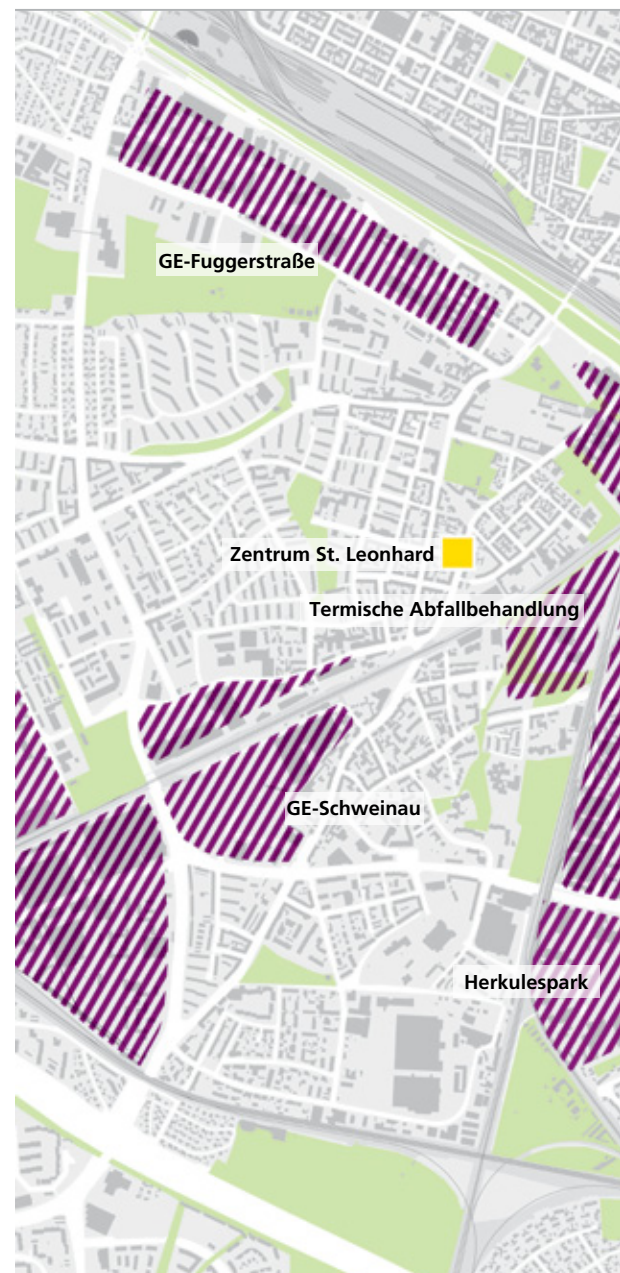 GE-Fuggerstraße
Zentrum St. Leonhard
Termische Abfallbehandlung
GE-Schweinau
Herkulespark